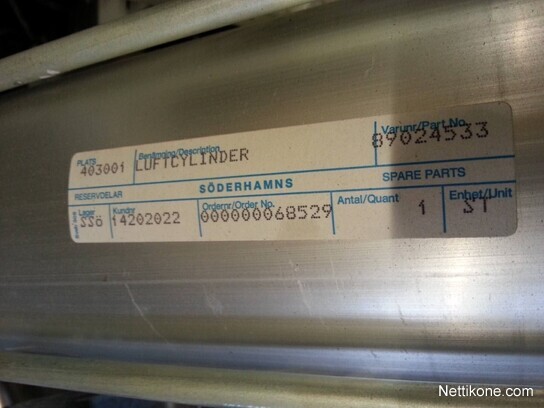 PLATS Benämning/Description Varunr/Part No.
403001 LUFTCYLINDER 89024533
RESERVDELAR SÖDERHAMNS SPARE PARTS
Lager Kundnr Ordernr/Order No. Antal/Quant Enhet/Unit
SSö 14202022 000000068529 1 ST
Nettikone.com